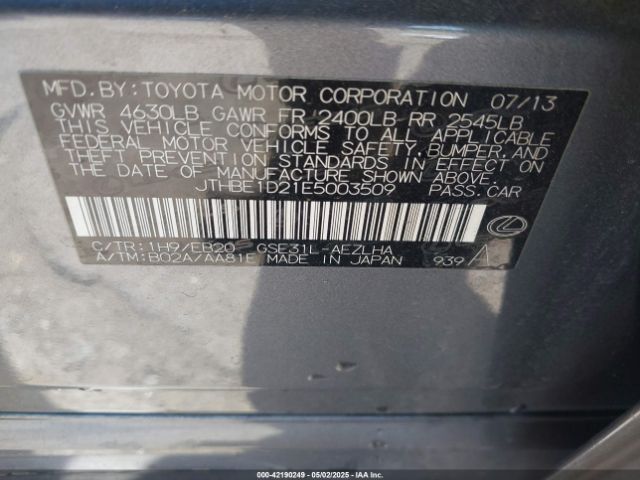 MFD. BY: TOYOTA MOTOR CORPORATION 07/13
GVWR 4630LB GAWR FR 2400LB RR 2545LB
THIS VEHICLE CONFORMS TO ALL APPLICABLE
FEDERAL MOTOR VEHICLE SAFETY, BUMPER, AND
THEFT PREVENTION STANDARDS IN EFFECT ON
THE DATE OF MANUFACTURE SHOWN ABOVE.
JTHBE1D21E5003509 PASS.CAR
C/TR: 1H9/EB20 GSE31L-AEZLHA
A/TM: B02A/AA81E MADE IN JAPAN 939 A
000-42190249 - 05/02/2025 - IAA Inc.